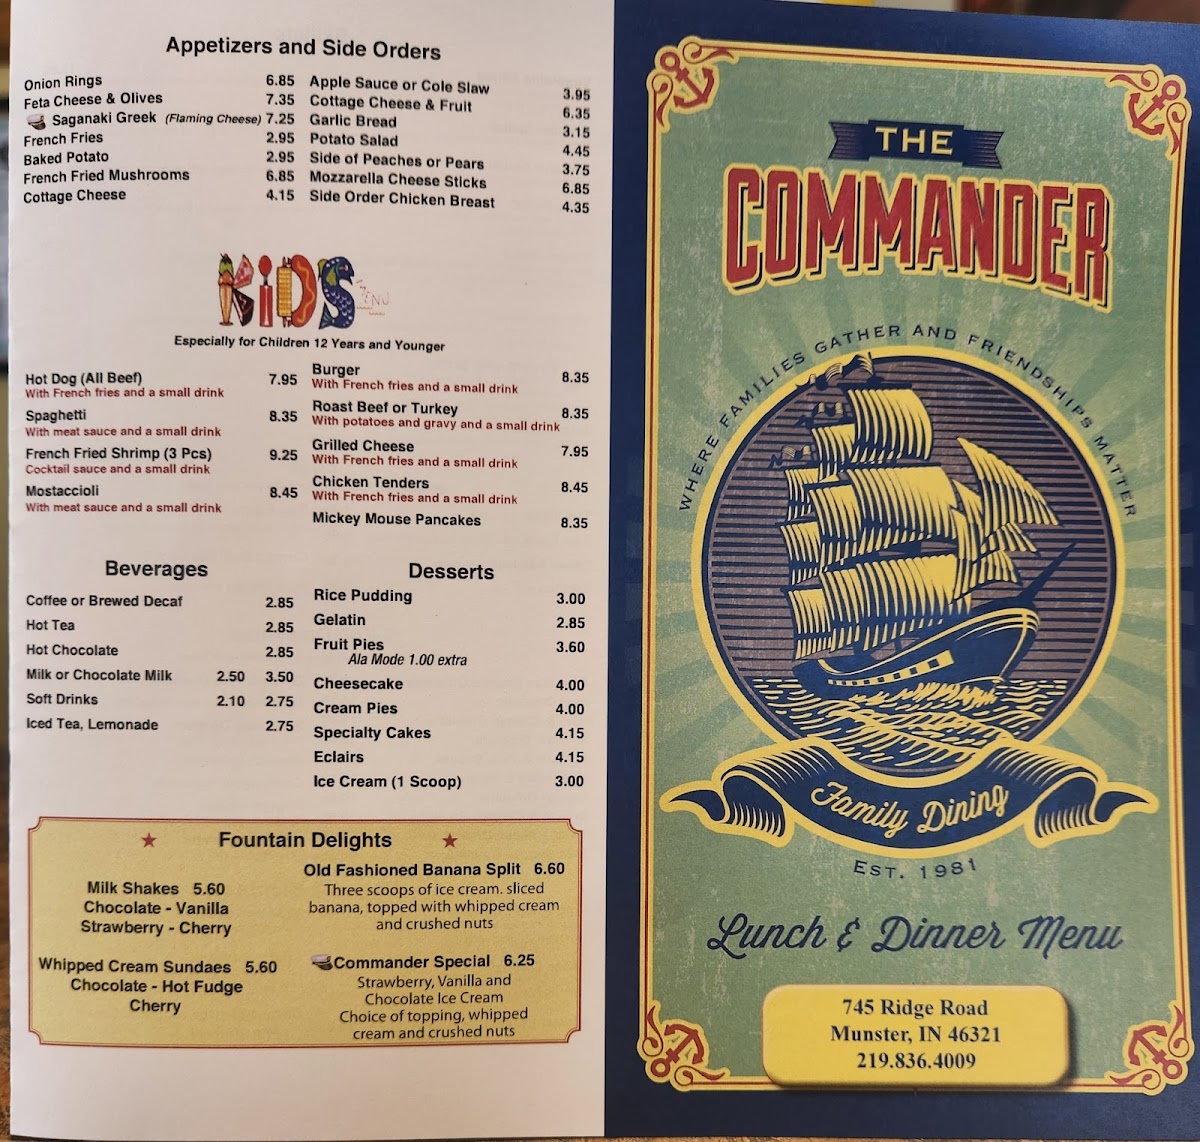 Appetizers and Side Orders
Onion Rings 6.85
Feta Cheese & Olives 7.35
Saganaki Greek (Flaming Cheese) 7.25
French Fries 2.95
Baked Potato 2.95
French Fried Mushrooms 6.85
Cottage Cheese 4.15
Apple Sauce or Cole Slaw 3.95
Cottage Cheese & Fruit 6.35
Garlic Bread 3.15
Potato Salad 4.45
Side of Peaches or Pears 3.75
Mozzarella Cheese Sticks 6.85
Side Order Chicken Breast 4.35
KIDS MENU
Especially for Children 12 Years and Younger
Hot Dog (All Beef) 7.95
With French fries and a small drink
Spaghetti 8.35
With meat sauce and a small drink
French Fried Shrimp (3 Pcs) 9.25
Cocktail sauce and a small drink
Mostaccioli 8.45
With meat sauce and a small drink
Burger 8.35
With French fries and a small drink
Roast Beef or Turkey 8.35
With potatoes and gravy and a small drink
Grilled Cheese 7.95
With French fries and a small drink
Chicken Tenders 8.45
With French fries and a small drink
Mickey Mouse Pancakes 8.35
Beverages
Coffee or Brewed Decaf 2.85
Hot Tea 2.85
Hot Chocolate 2.85
Milk or Chocolate Milk 2.50 3.50
Soft Drinks 2.10 2.75
Iced Tea, Lemonade 2.75
Desserts
Rice Pudding 3.00
Gelatin 2.85
Fruit Pies 3.60
Ala Mode 1.00 extra
Cheesecake 4.00
Cream Pies 4.00
Specialty Cakes 4.15
Eclairs 4.15
Ice Cream (1 Scoop) 3.00
Fountain Delights
Milk Shakes 5.60
Chocolate - Vanilla
Strawberry - Cherry
Whipped Cream Sundaes 5.60
Chocolate - Hot Fudge
Cherry
Old Fashioned Banana Split 6.60
Three scoops of ice cream. sliced
banana, topped with whipped cream
and crushed nuts
Commander Special 6.25
Strawberry, Vanilla and
Chocolate Ice Cream
Choice of topping, whipped
cream and crushed nuts
THE
COMMANDER
WHERE FAMILIES GATHER AND FRIENDSHIPS MATTER
Family Dining
EST. 1981
Lunch & Dinner Menu
745 Ridge Road
Munster, IN 46321
219.836.4009